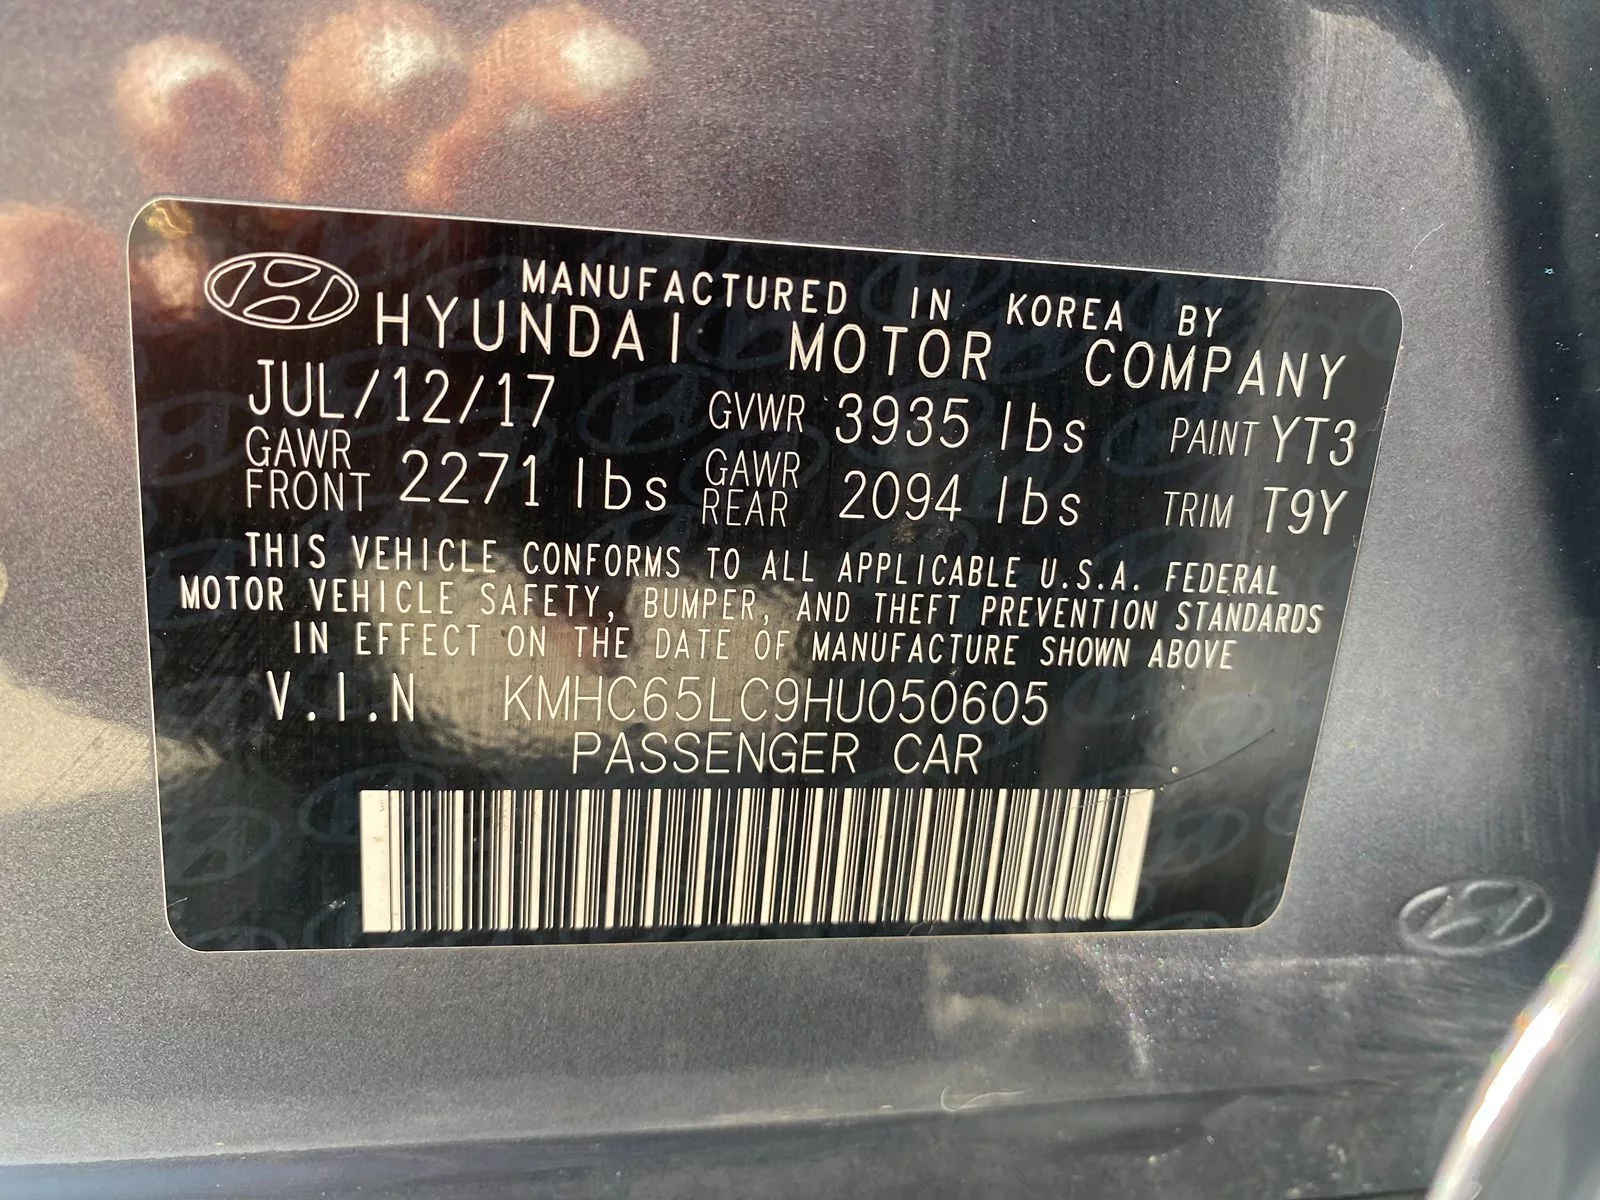 MANUFACTURED IN KOREA BY
HYUNDAI MOTOR COMPANY
JUL/12/17 GVWR 3935 lbs PAINT YT3
GAWR FRONT 2271 lbs GAWR REAR 2094 lbs TRIM T9Y
THIS VEHICLE CONFORMS TO ALL APPLICABLE U.S.A. FEDERAL
MOTOR VEHICLE SAFETY, BUMPER, AND THEFT PREVENTION STANDARDS
IN EFFECT ON THE DATE OF MANUFACTURE SHOWN ABOVE
V.I.N KMHC65LC9HU050605
PASSENGER CAR